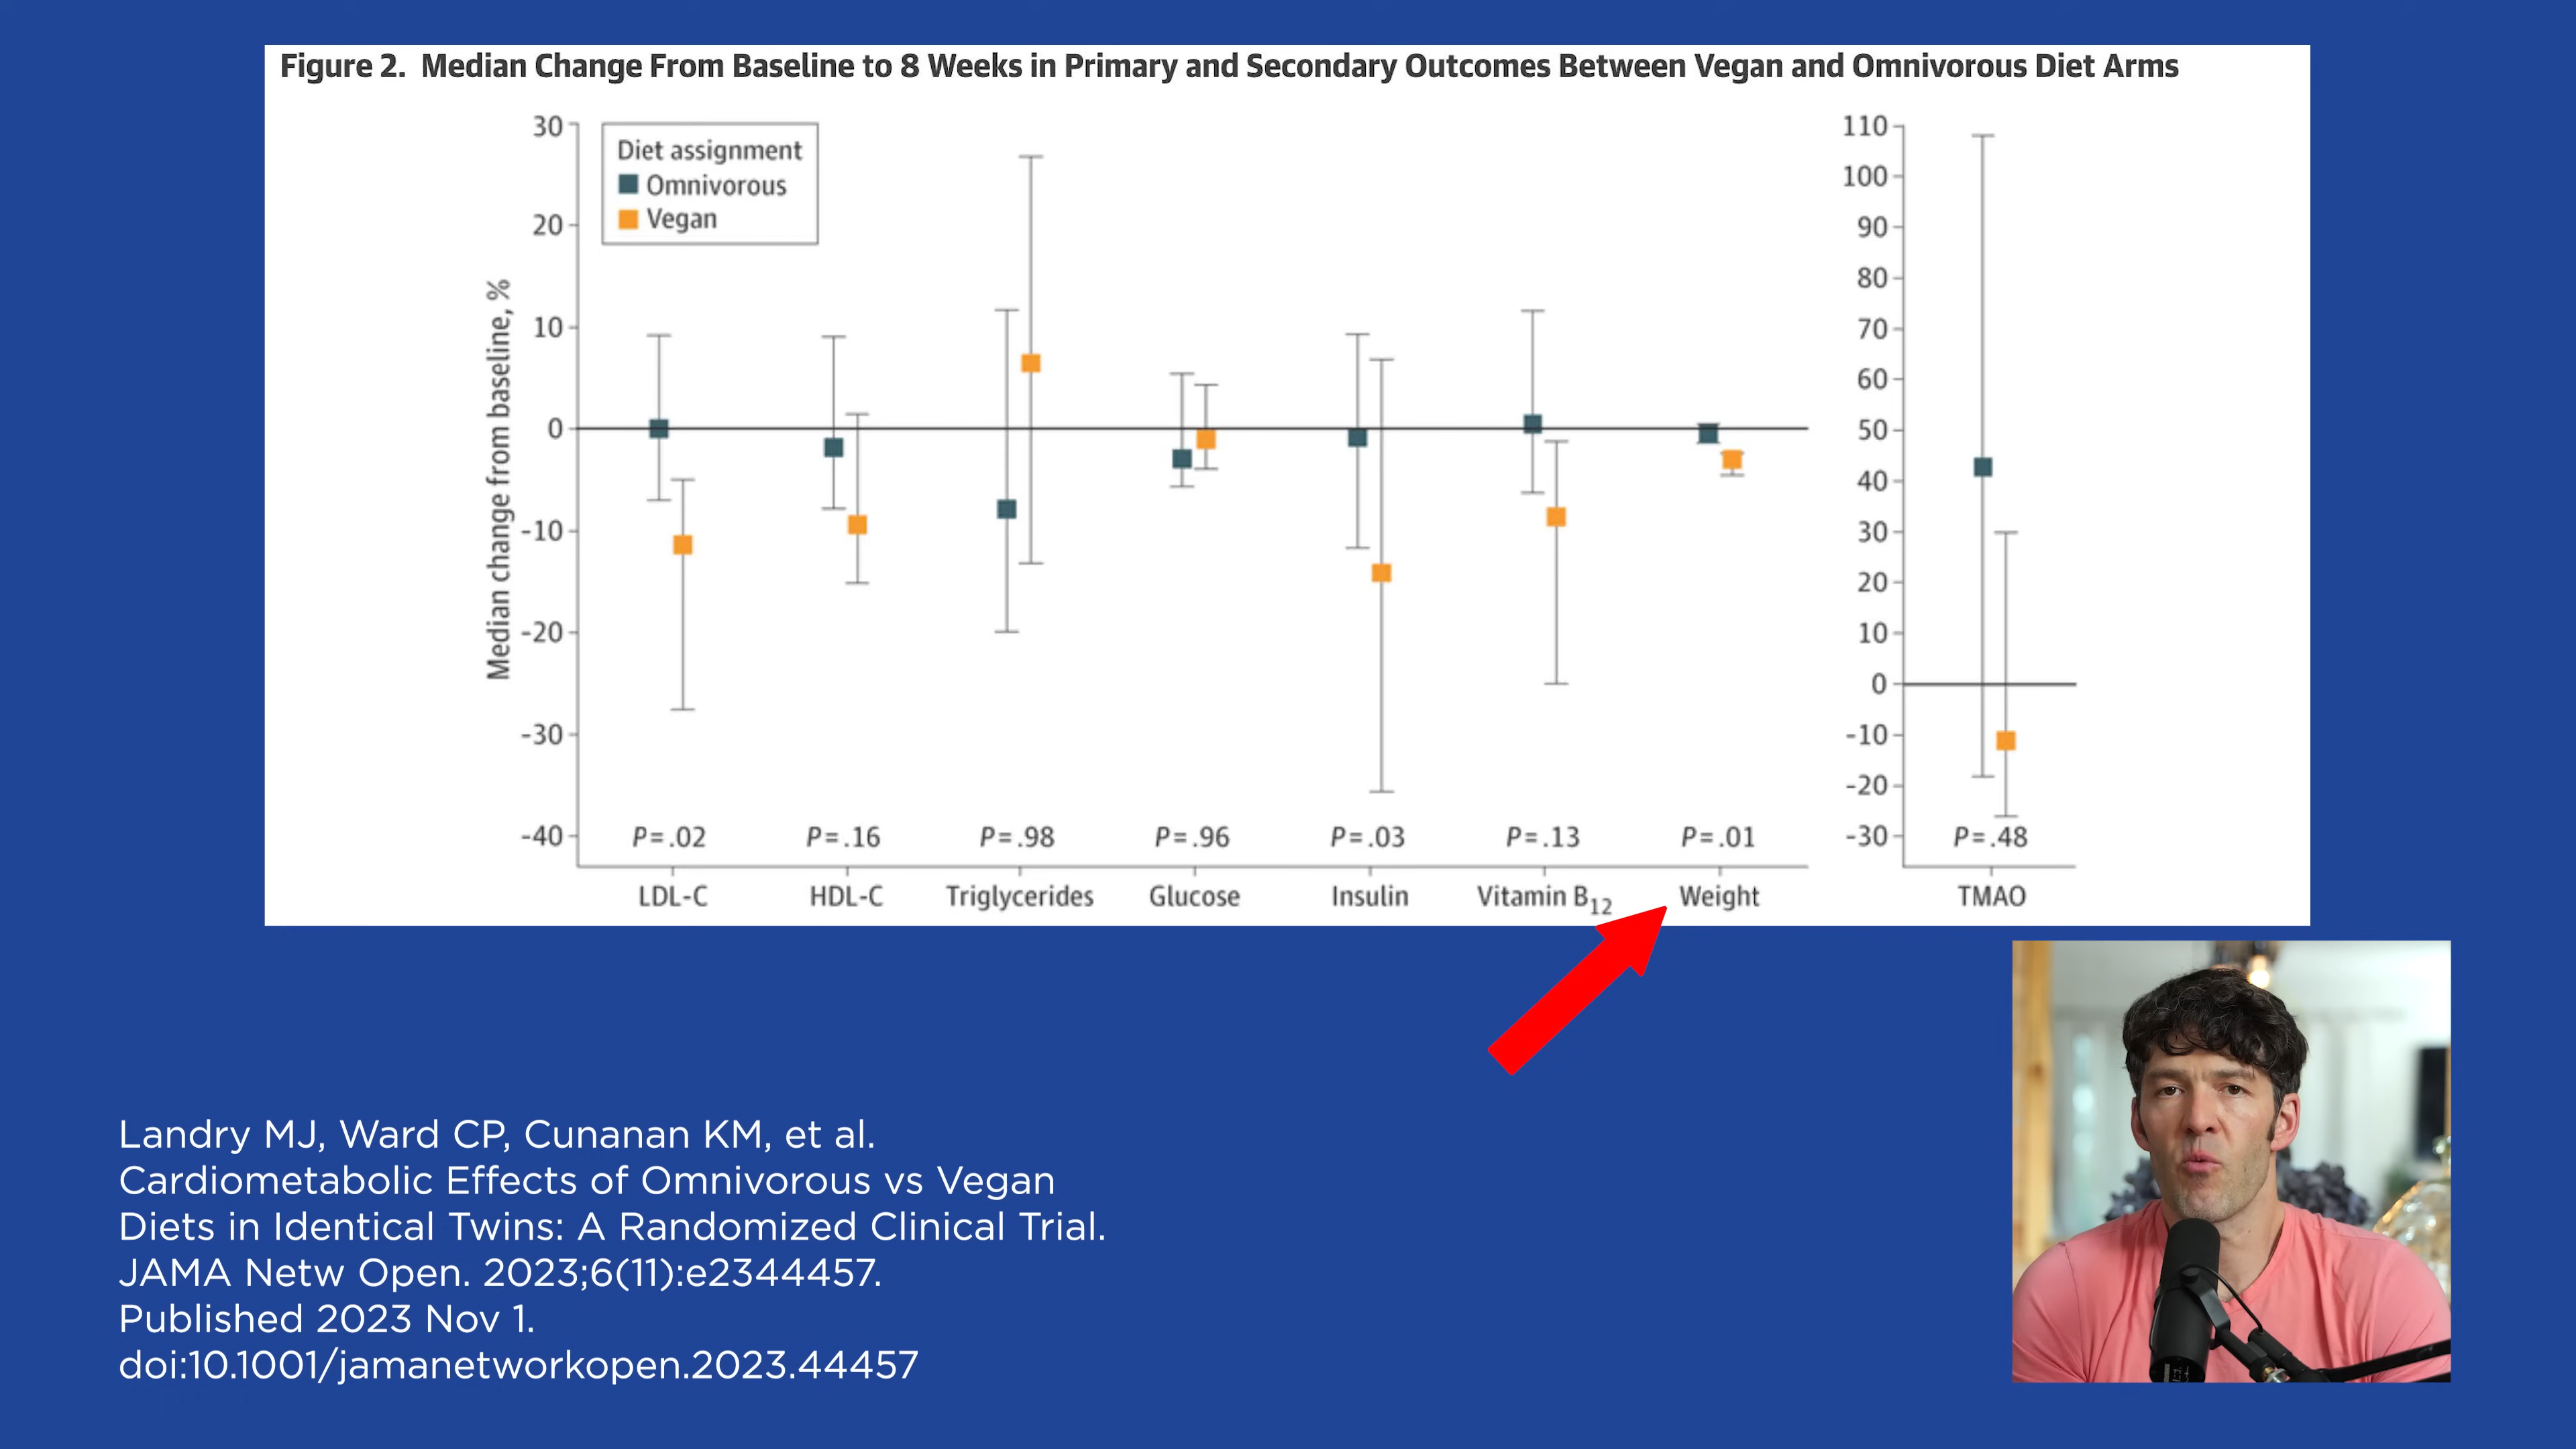 Figure 2. Median Change From Baseline to 8 Weeks in Primary and Secondary Outcomes Between Vegan and Omnivorous Diet Arms
Median change from baseline, %
30
20
10
0
-10
-20
-30
-40
Diet assignment
Omnivorous
Vegan
P=.02
P=.16
P=.98
P=.96
P=.03
P=.13
P=.01
LDL-C
HDL-C
Triglycerides
Glucose
Insulin
Vitamin B12
Weight
110
100
90
80
70
60
50
40
30
20
10
0
-10
-20
-30
P=.48
TMAO
Landry MJ, Ward CP, Cunanan KM, et al.
Cardiometabolic Effects of Omnivorous vs Vegan
Diets in Identical Twins: A Randomized Clinical Trial.
JAMA Netw Open. 2023;6(11):e2344457.
Published 2023 Nov 1.
doi:10.1001/jamanetworkopen.2023.44457